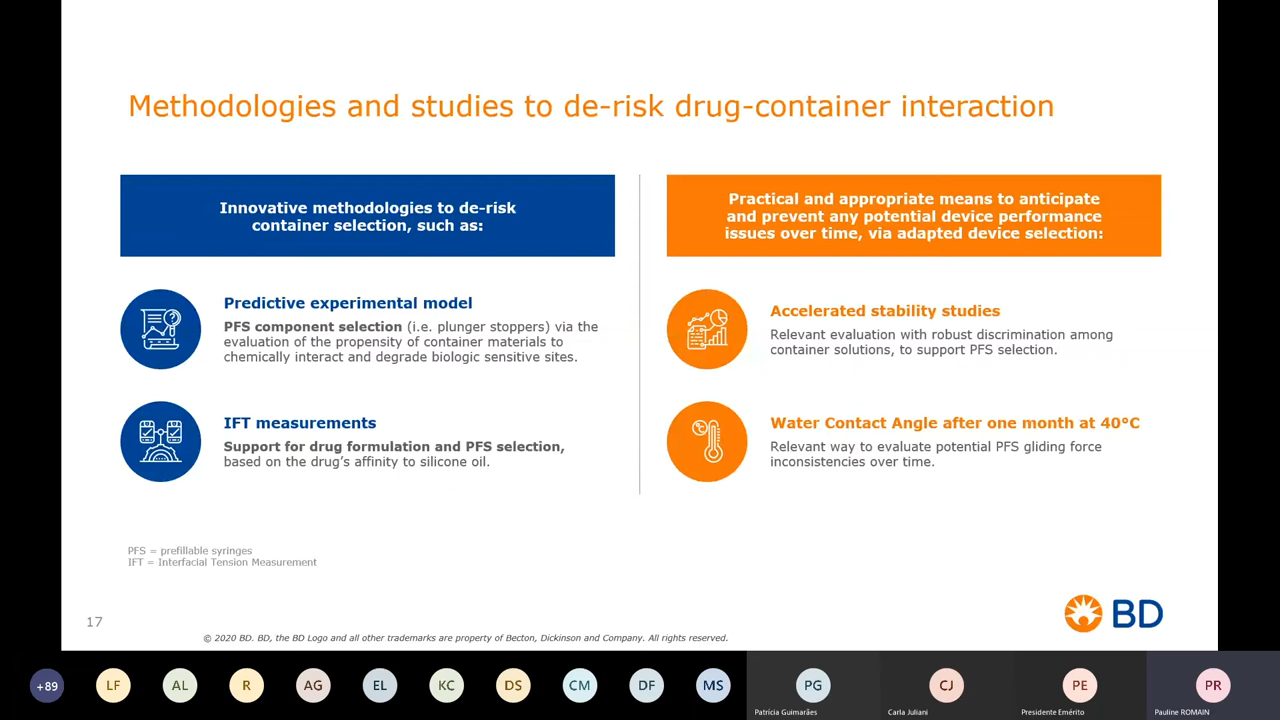 Methodologies and studies to de-risk drug-container interaction
Innovative methodologies to de-risk
container selection, such as:
Predictive experimental model
PFS component selection (i.e. plunger stoppers) via the
evaluation of the propensity of container materials to
chemically interact and degrade biologic sensitive sites.
IFT measurements
Support for drug formulation and PFS selection,
based on the drug's affinity to silicone oil.
Practical and appropriate means to anticipate
and prevent any potential device performance
issues over time, via adapted device selection:
Accelerated stability studies
Relevant evaluation with robust discrimination among
container solutions, to support PFS selection.
Water Contact Angle after one month at 40°C
Relevant way to evaluate potential PFS gliding force
inconsistencies over time.
PFS = prefillable syringes
IFT = Interfacial Tension Measurement
17
© 2020 BD. BD, the BD Logo and all other trademarks are property of Becton, Dickinson and Company. All rights reserved.
BD
+89 LF AL R AG EL KC DS CM DF MS PG CJ PE PR
Patrícia Guimarães Carla Juliani Presidente Emérito Pauline ROMAIN